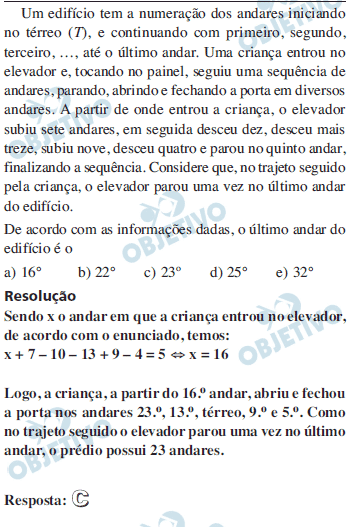 Um edifício tem a numeração dos andares iniciando
no térreo (T), e continuando com primeiro, segundo,
terceiro, …, até o último andar. Uma criança entrou no
elevador e, tocando no painel, seguiu uma sequência de
andares, parando, abrindo e fechando a porta em diversos
andares. A partir de onde entrou a criança, o elevador
subiu sete andares, em seguida desceu dez, desceu mais
treze, subiu nove, desceu quatro e parou no quinto andar,
finalizando a sequência. Considere que, no trajeto seguido
pela criança, o elevador parou uma vez no último andar
do edifício.
De acordo com as informações dadas, o último andar do
edifício é o
a) 16° b) 22° c) 23° d) 25° e) 32°
Resolução
Sendo x o andar em que a criança entrou no elevador,
de acordo com o enunciado, temos:
x + 7 – 10 – 13 + 9 – 4 = 5 ⇔ x = 16
Logo, a criança, a partir do 16.º andar, abriu e fechou
a porta nos andares 23.º, 13.º, térreo, 9.º e 5.º. Como
no trajeto seguido o elevador parou uma vez no último
andar, o prédio possui 23 andares.
Resposta: C
OBJETIVO
OBJETIVO
OBJETIVO
OBJETIVO
OBJETIVO
OBJETIVO